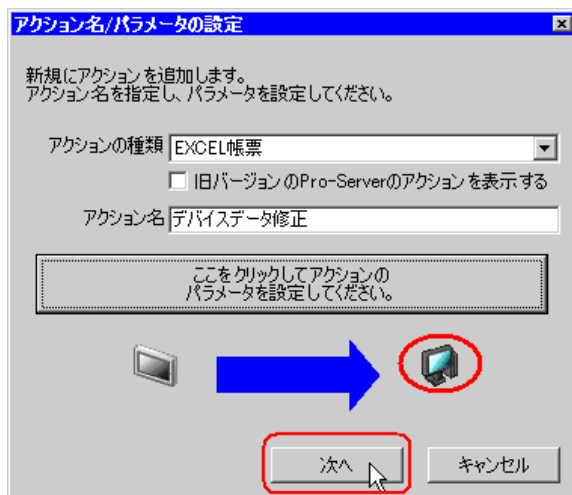 アクション名/パラメータの設定
新規にアクションを追加します。
アクション名を指定し、パラメータを設定してください。
アクションの種類 EXCEL帳票
旧バージョンのPro-Serverのアクションを表示する
アクション名 デバイスデータ修正
ここをクリックしてアクションの
パラメータを設定してください。
次へ キャンセル